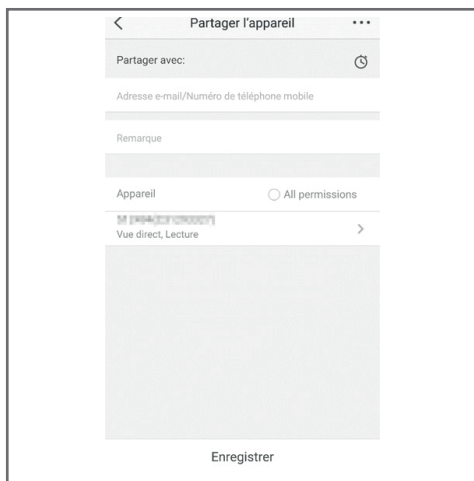 Partager l'appareil
Partager avec:
Adresse e-mail/Numéro de téléphone mobile
Remarque
Appareil All permissions
Vue direct, Lecture
Enregistrer